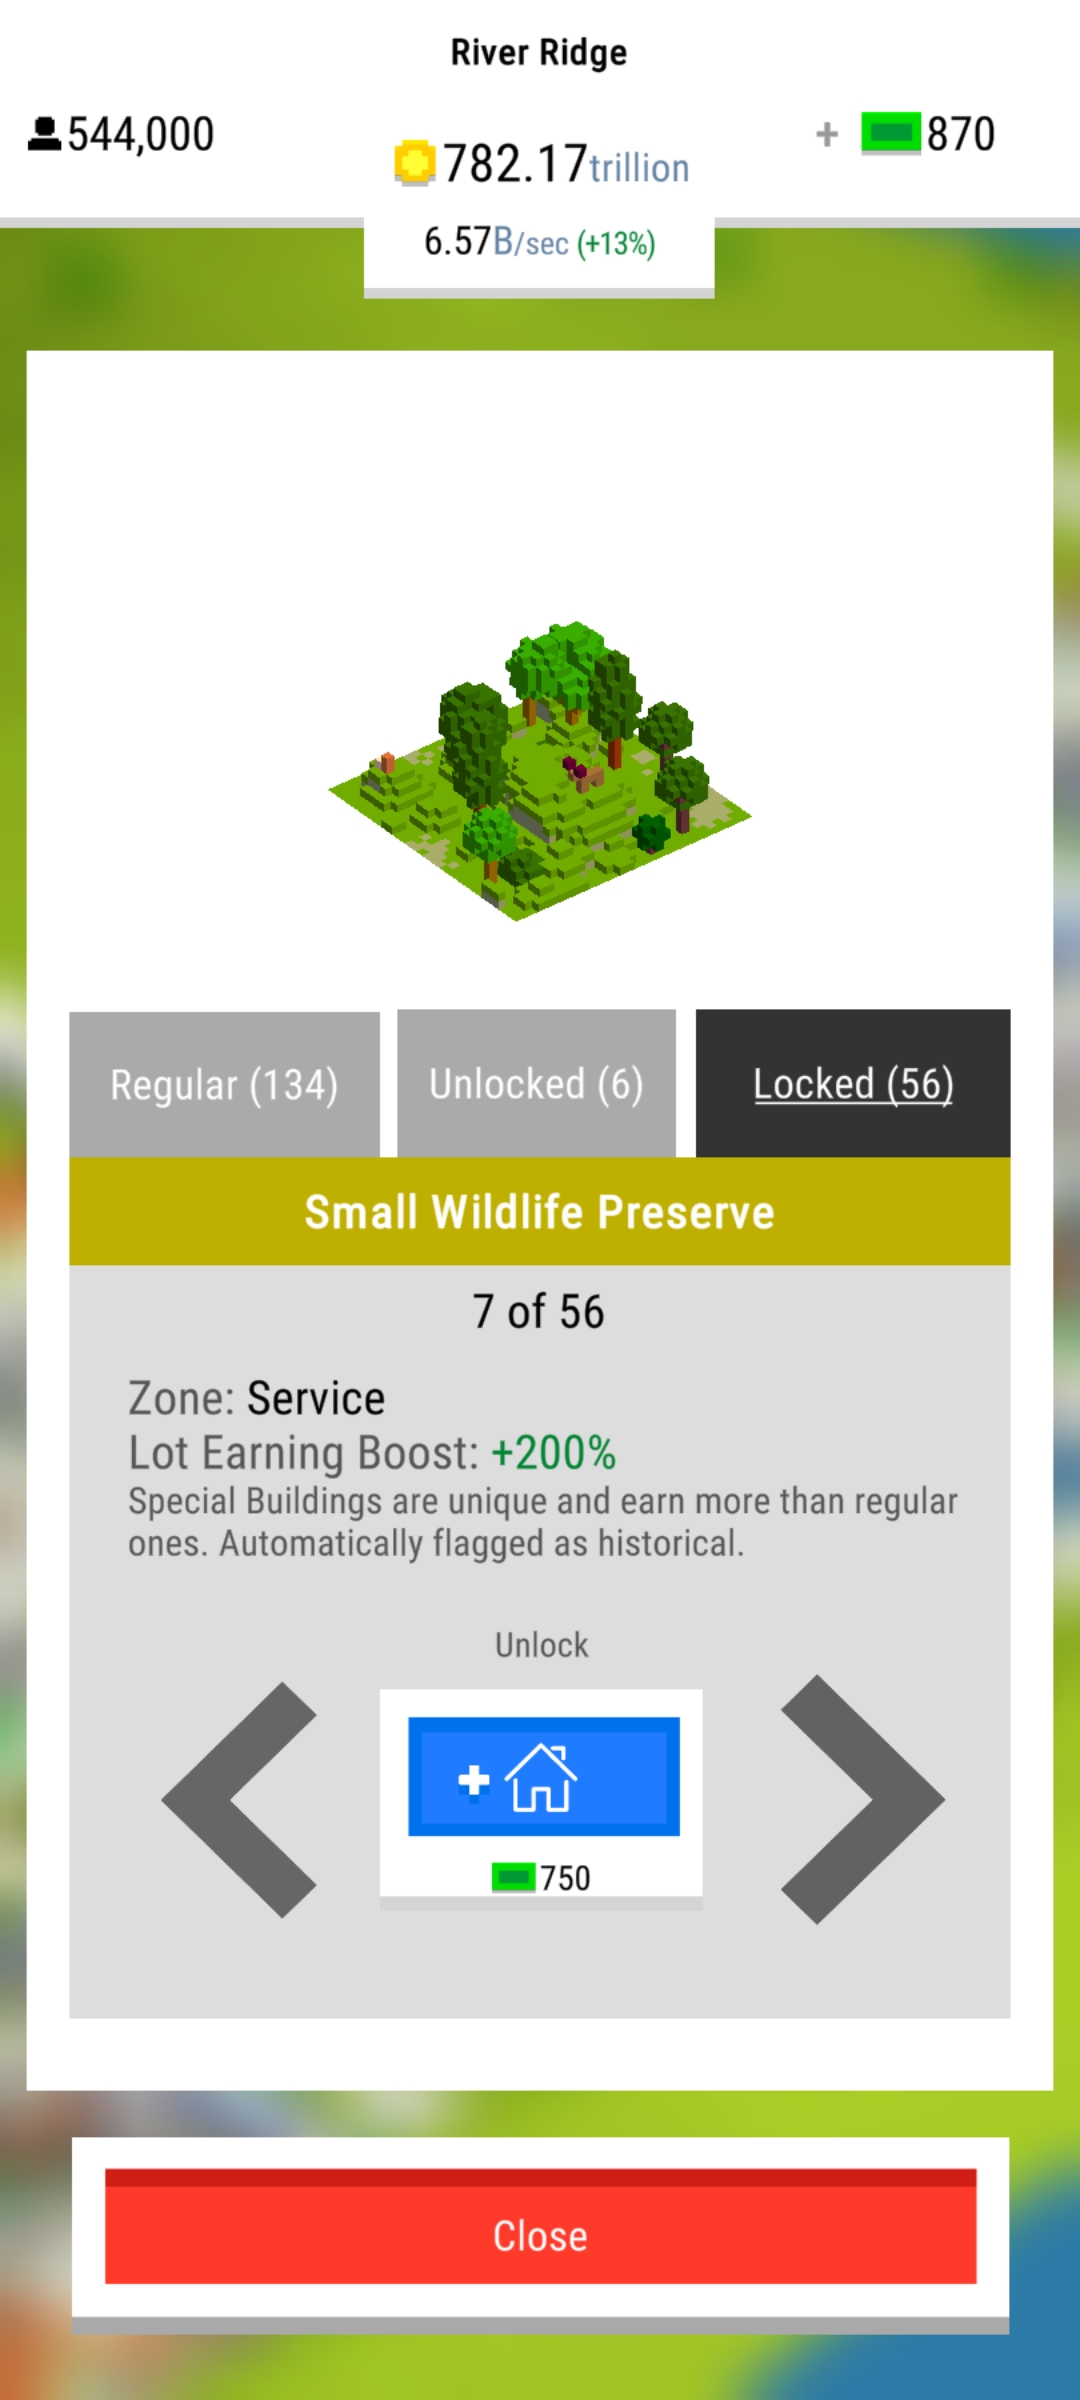 River Ridge
544,000
782.17trillion
+ 870
6.57B/sec (+13%)
Regular (134)
Unlocked (6)
Locked (56)
Small Wildlife Preserve
7 of 56
Zone: Service
Lot Earning Boost: +200%
Special Buildings are unique and earn more than regular
ones. Automatically flagged as historical.
Unlock
750
Close